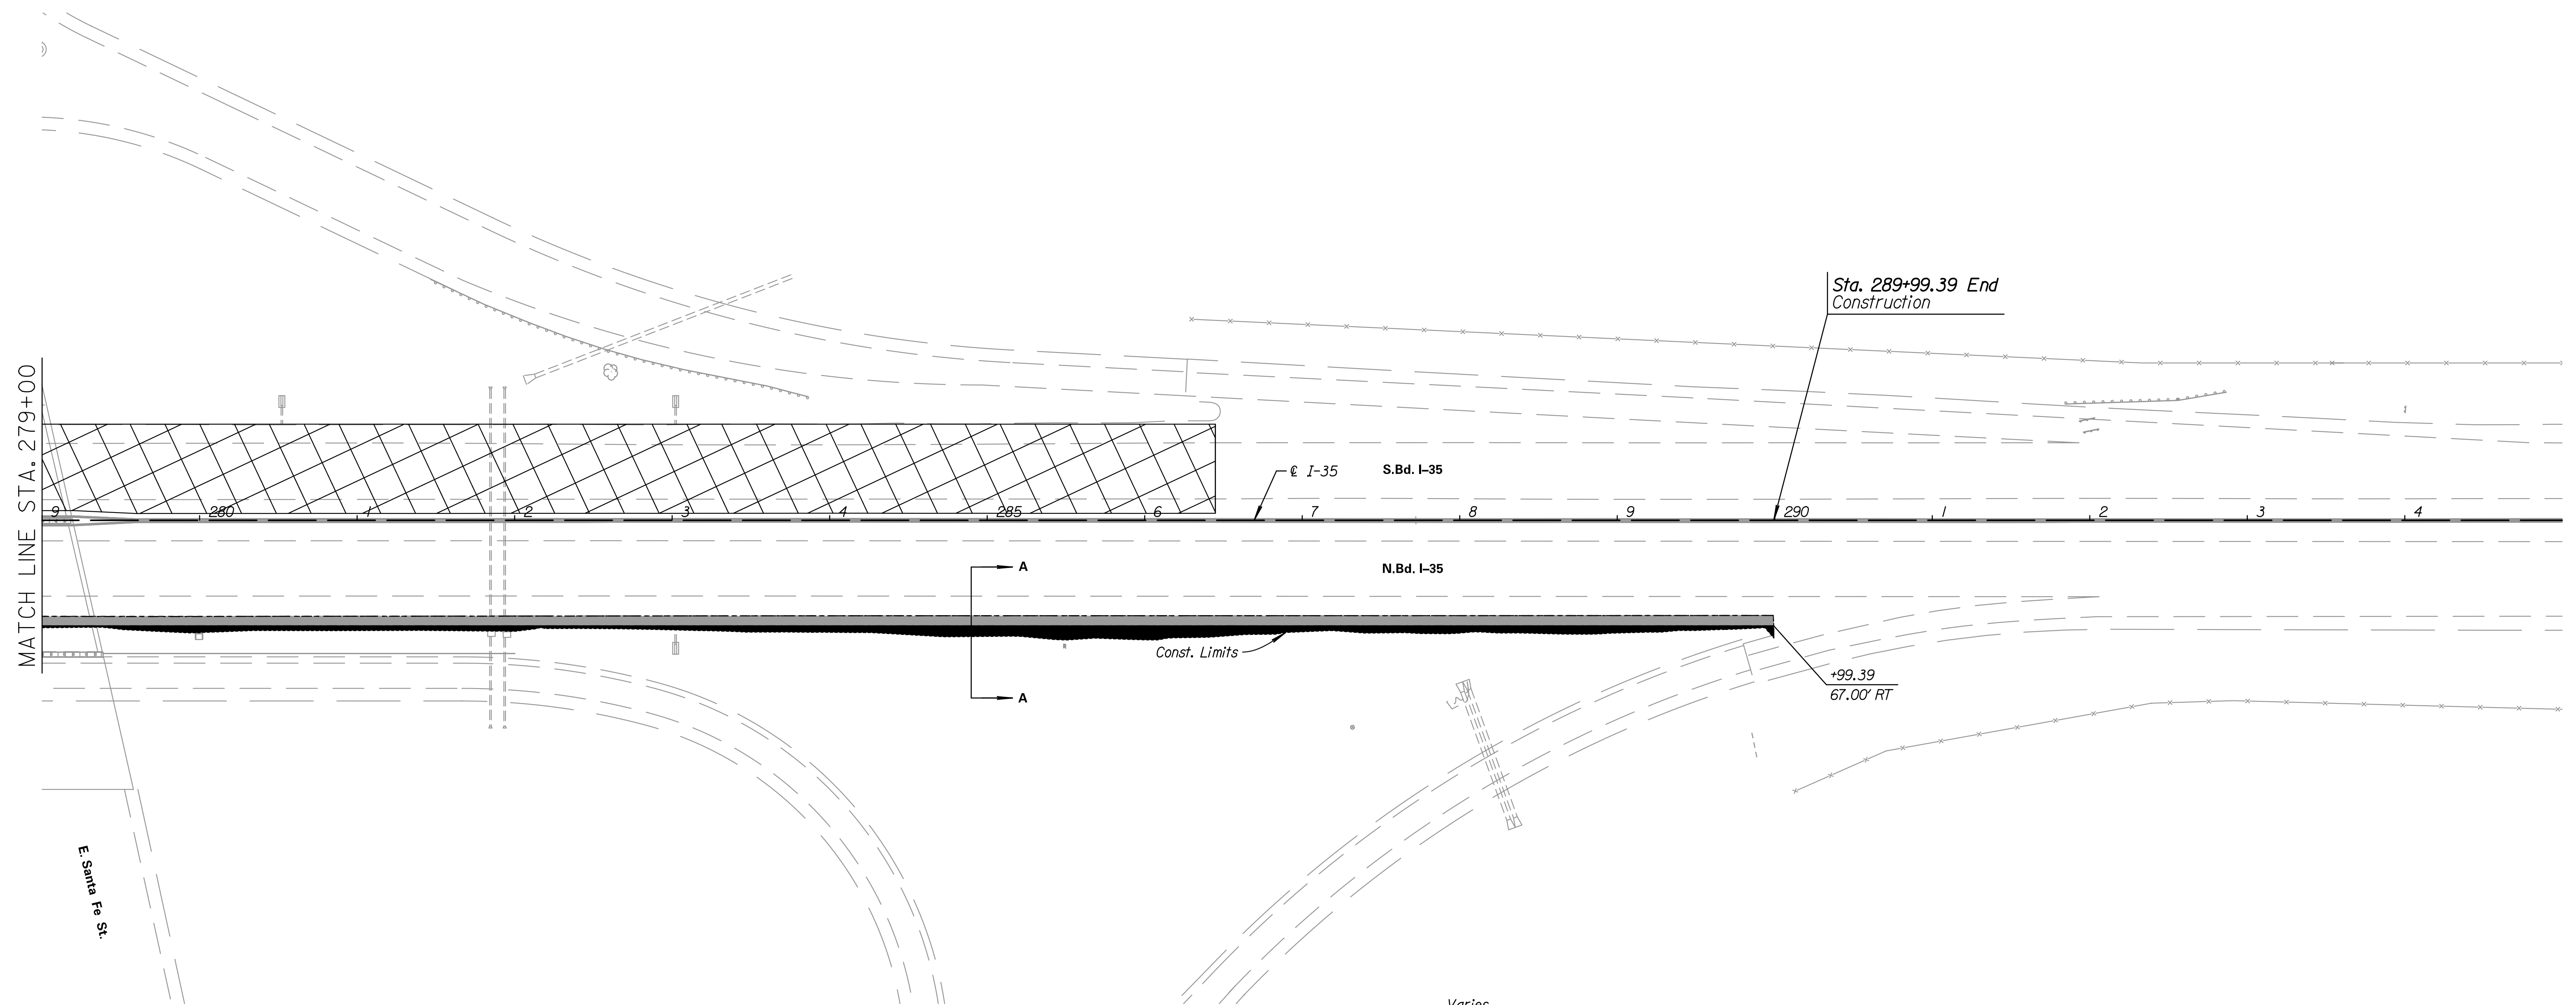 Sta. 289+99.39 End
Construction
MATCH LINE STA. 279+00
℄ I-35
S.Bd. I-35
9 280 1 2 3 4 285 6 7 8 9 290 1 2 3 4
A
N.Bd. I-35
Const. Limits
A
+99.39
67.00' RT
E. Santa Fe St.
Varies